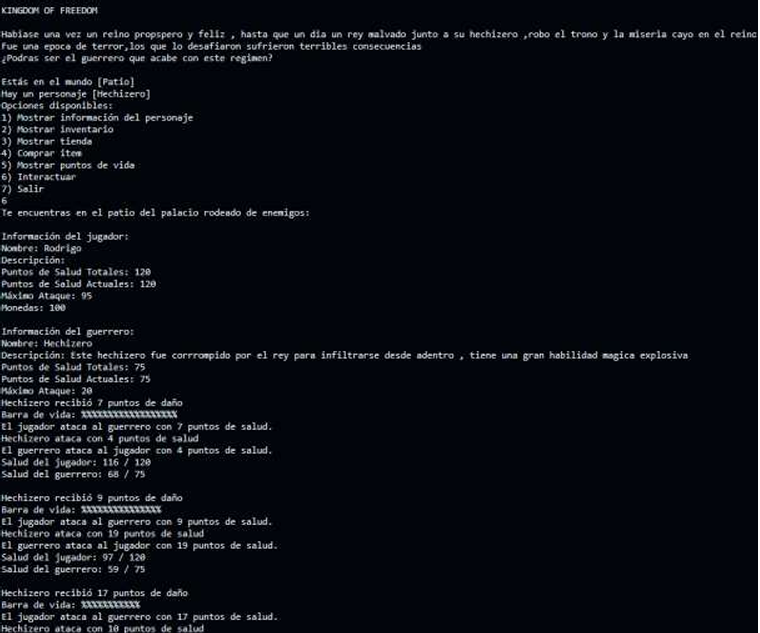 KINGDOM OF FREEDOM
Habiase una vez un reino propspero y feliz , hasta que un dia un rey malvado junto a su hechizero ,robo el trono y la miseria cayo en el reino
Fue una epoca de terror,los que lo desafiaron sufrieron terribles consecuencias
¿Podras ser el guerrero que acabe con este regimen?
Estás en el mundo [Patio]
Hay un personaje [Hechizero]
Opciones disponibles:
1) Mostrar información del personaje
2) Mostrar inventario
3) Mostrar tienda
4) Comprar item
5) Mostrar puntos de vida
6) Interactuar
7) Salir
6
Te encuentras en el patio del palacio rodeado de enemigos:
Información del jugador:
Nombre: Rodrigo
Descripción:
Puntos de Salud Totales: 120
Puntos de Salud Actuales: 120
Máximo Ataque: 95
Monedas: 100
Información del guerrero:
Nombre: Hechizero
Descripción: Este hechizero fue corrrompido por el rey para infiltrarse desde adentro , tiene una gran habilidad magica explosiva
Puntos de Salud Totales: 75
Puntos de Salud Actuales: 75
Máximo Ataque: 20
Hechizero recibió 7 puntos de daño
Barra de vida: %%%%%%%%%%%%%%%%%%
El jugador ataca al guerrero con 7 puntos de salud.
Hechizero ataca con 4 puntos de salud
El guerrero ataca al jugador con 4 puntos de salud.
Salud del jugador: 116 / 120
Salud del guerrero: 68 / 75
Hechizero recibió 9 puntos de daño
Barra de vida: %%%%%%%%%%%%%%%
El jugador ataca al guerrero con 9 puntos de salud.
Hechizero ataca con 19 puntos de salud
El guerrero ataca al jugador con 19 puntos de salud.
Salud del jugador: 97 / 120
Salud del guerrero: 59 / 75
Hechizero recibió 17 puntos de daño
Barra de vida: %%%%%%%%%%%
El jugador ataca al guerrero con 17 puntos de salud.
Hechizero ataca con 10 puntos de salud